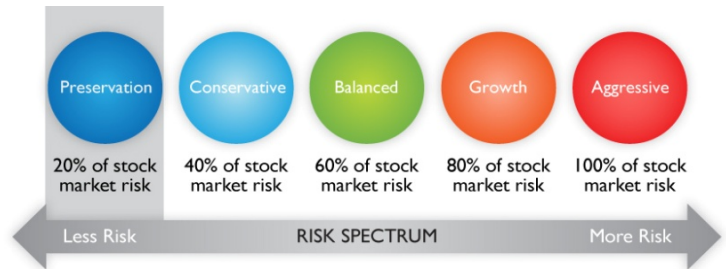 Preservation
Conservative
Balanced
Growth
Aggressive
20% of stock
market risk
40% of stock
market risk
60% of stock
market risk
80% of stock
market risk
100% of stock
market risk
Less Risk
RISK SPECTRUM
More Risk